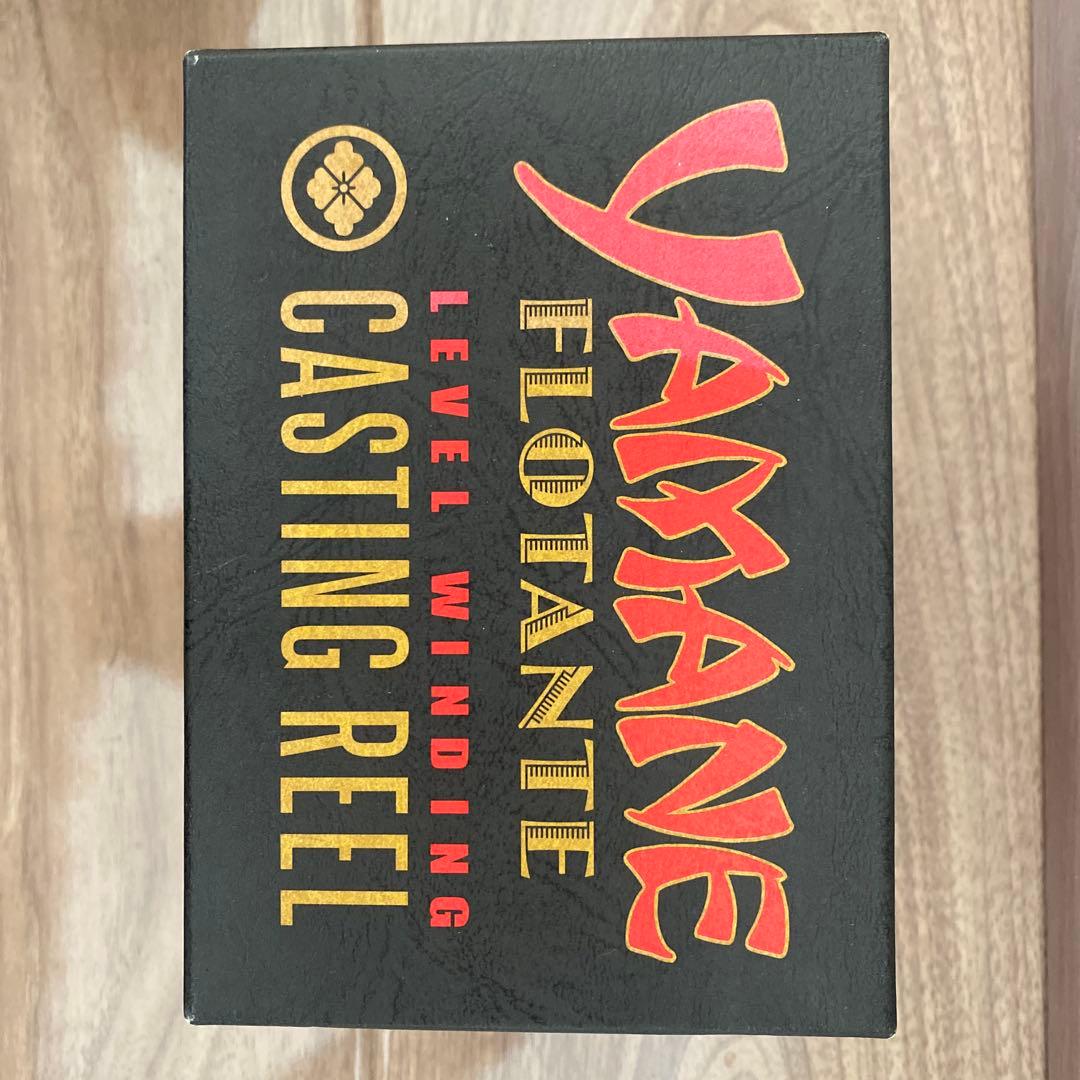 YAMANE
FLOTANTE
LEVEL WINDING
CASTING REEL